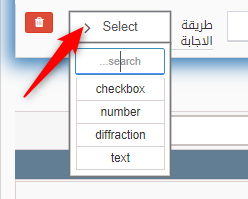 Select
طريقة
الاجابة
...search
checkbox
number
diffraction
text